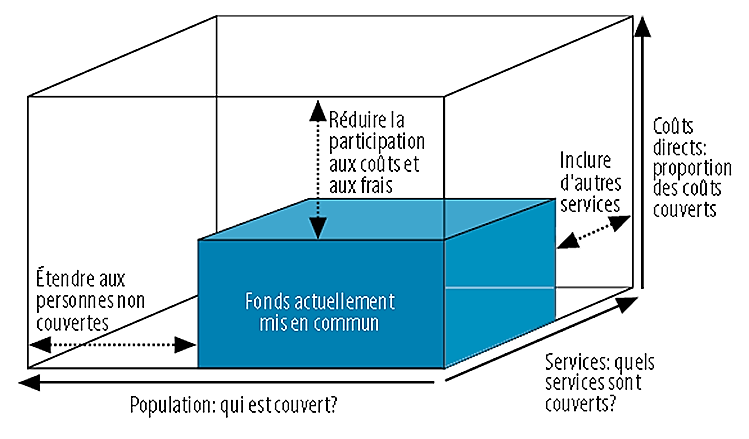 Réduire la
participation
aux coûts et
aux frais
Coûts
directs:
proportion
des coûts
couverts
Inclure
d'autres
services
Étendre aux
personnes non
couvertes
Fonds actuellement
mis en commun
Services: quels
services sont
couverts?
Population: qui est couvert?